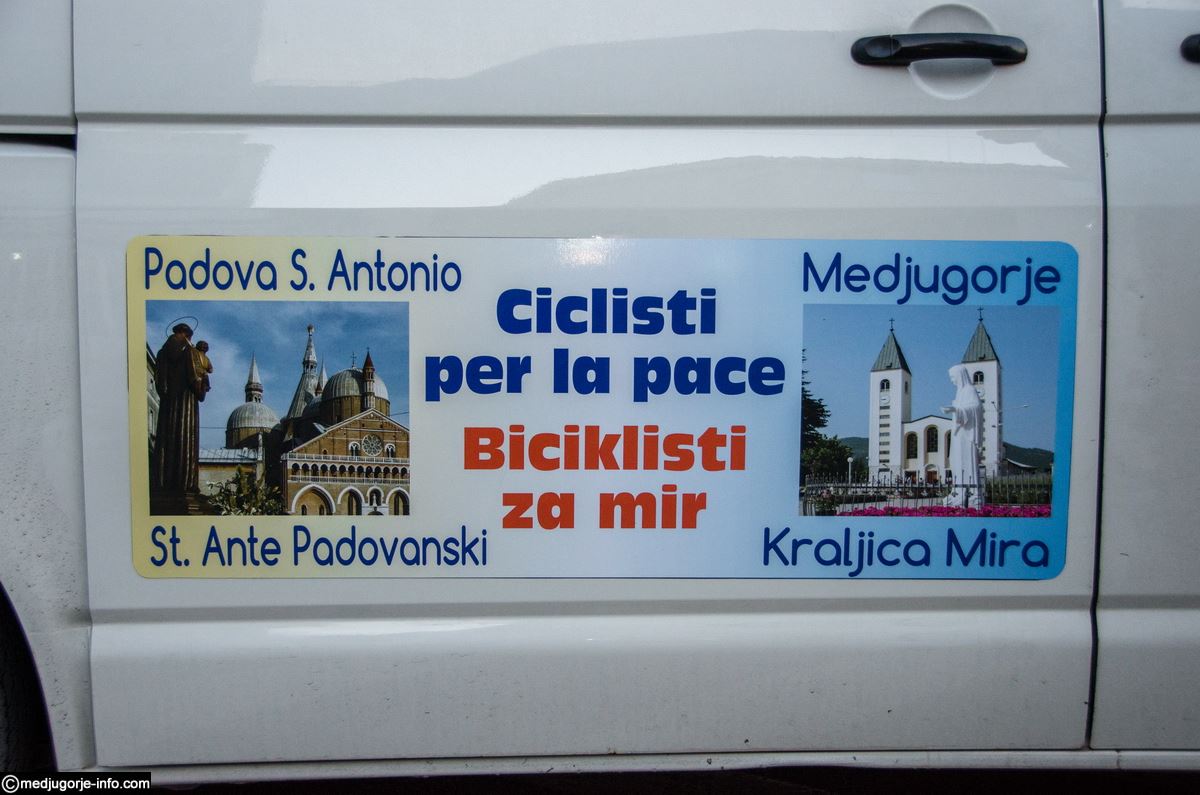 Padova S. Antonio
Ciclisti
per la pace
Biciklisti
za mir
St. Ante Padovanski
Medjugorje
Kraljica Mira
©medjugorje-info.com